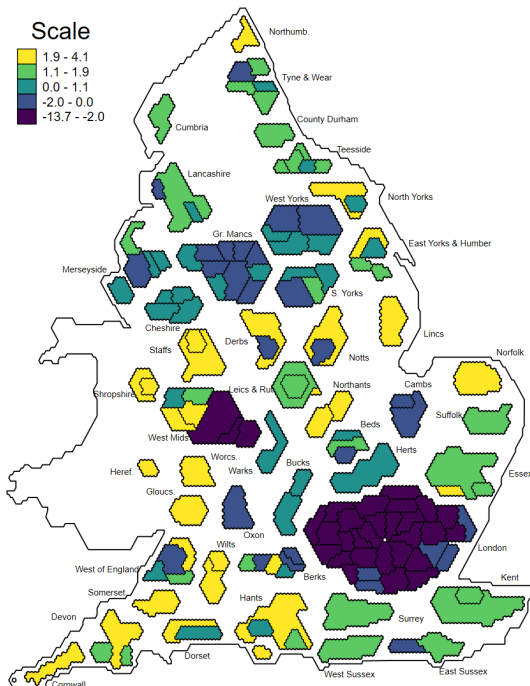 Scale
1.9 - 4.1
1.1 - 1.9
0.0 - 1.1
-2.0 - 0.0
-13.7 - -2.0
Northumb.
Tyne & Wear
County Durham
Cumbria
Teesside
Lancashire
North Yorks
West Yorks
Gr. Mancs
East Yorks & Humber
Merseyside
S. Yorks
Cheshire
Lincs
Staffs
Derbs
Notts
Norfolk
Shropshire
Leics & Rut
Northants
Cambs
Suffolk
West Mids
Beds
Worcs.
Herts
Heref.
Warks
Bucks
Essex
Glouc.
Oxon
London
Wilts
West of England
Berks
Kent
Somerset
Hants
Devon
Surrey
Dorset
West Sussex
East Sussex
Cornwall